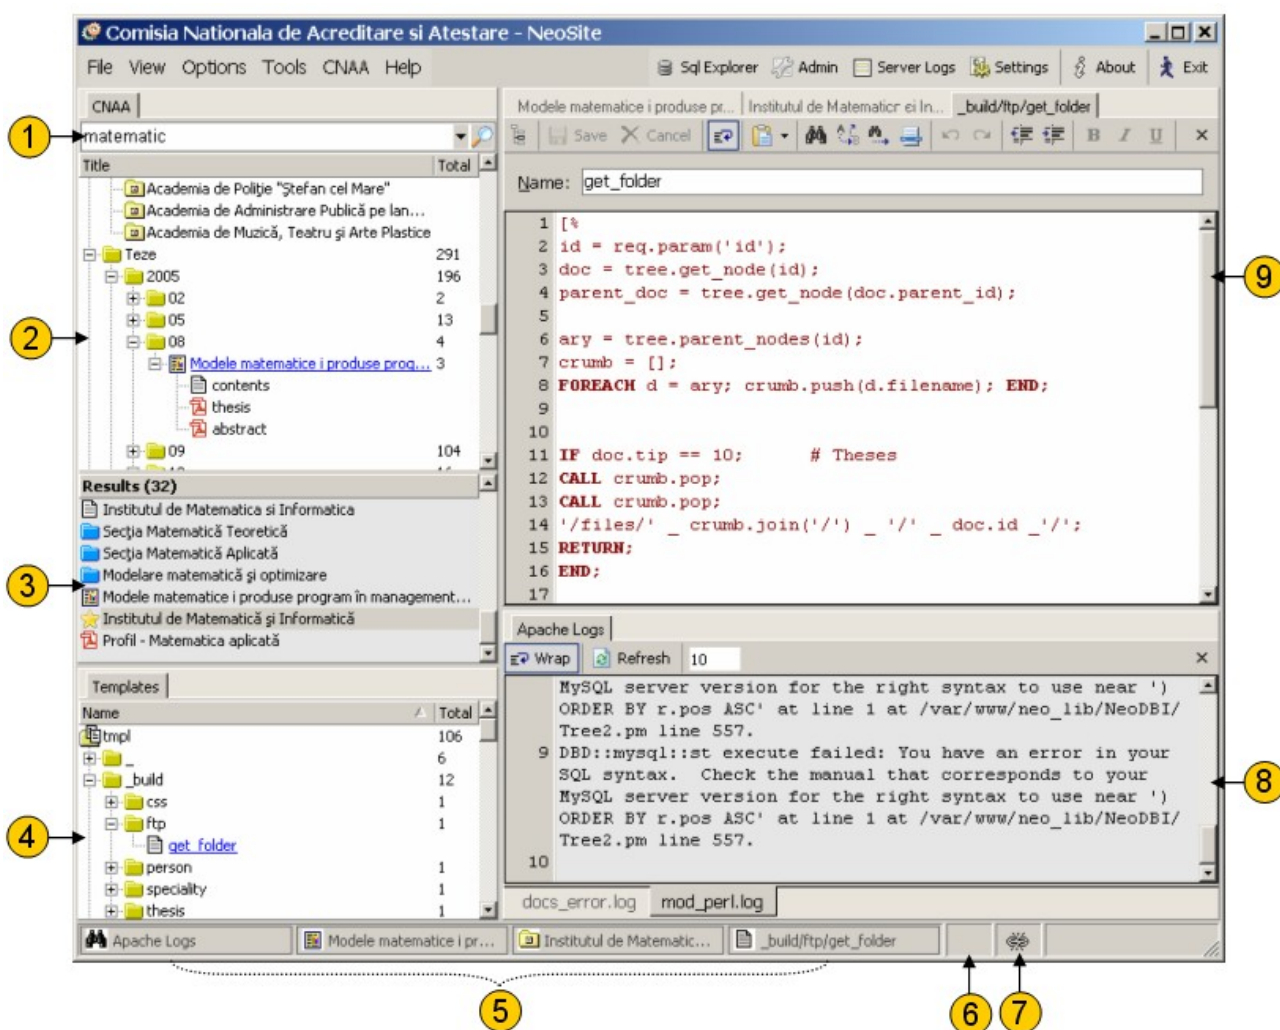 Comisia Nationala de Acreditare si Atestare - NeoSite
File View Options Tools CNAA Help
Sql Explorer Admin Server Logs Settings About Exit
CNAA
matematic
Title Total
Academia de Poliţie "Ştefan cel Mare"
Academia de Administrare Publică pe lan...
Academia de Muzică, Teatru şi Arte Plastice
Teze 291
2005 196
02 2
05 13
08 4
Modele matematice i produse prog... 3
contents
thesis
abstract
09 104
Results (32)
Institutul de Matematica si Informatica
Secţia Matematică Teoretică
Secţia Matematică Aplicată
Modelare matematică şi optimizare
Modele matematice i produse program în management...
Institutul de Matematică şi Informatică
Profil - Matematica aplicată
Templates
Name Total
tmpl 106
_ 6
_build 12
css 1
ftp 1
get_folder
person 1
speciality 1
thesis 1
Modele matematice i produse pr... Institutul de Matematicr ei In... _build/ftp/get_folder
Save Cancel B I U
Name: get_folder
1 [%
2 id = req.param('id');
3 doc = tree.get_node(id);
4 parent_doc = tree.get_node(doc.parent_id);
5
6 ary = tree.parent_nodes(id);
7 crumb = [];
8 FOREACH d = ary; crumb.push(d.filename); END;
9
10
11 IF doc.tip == 10; # Theses
12 CALL crumb.pop;
13 CALL crumb.pop;
14 '/files/' _ crumb.join('/') _ '/' _ doc.id _'/';
15 RETURN;
16 END;
17
Apache Logs
Wrap Refresh 10
MySQL server version for the right syntax to use near ')
ORDER BY r.pos ASC' at line 1 at /var/www/neo_lib/NeoDBI/
Tree2.pm line 557.
9 DBD::mysql::st execute failed: You have an error in your
SQL syntax. Check the manual that corresponds to your
MySQL server version for the right syntax to use near ')
ORDER BY r.pos ASC' at line 1 at /var/www/neo_lib/NeoDBI/
Tree2.pm line 557.
10
docs_error.log mod_perl.log
Apache Logs Modele matematice i pr... Institutul de Matematic... _build/ftp/get_folder
1
2
3
4
5
6
7
8
9